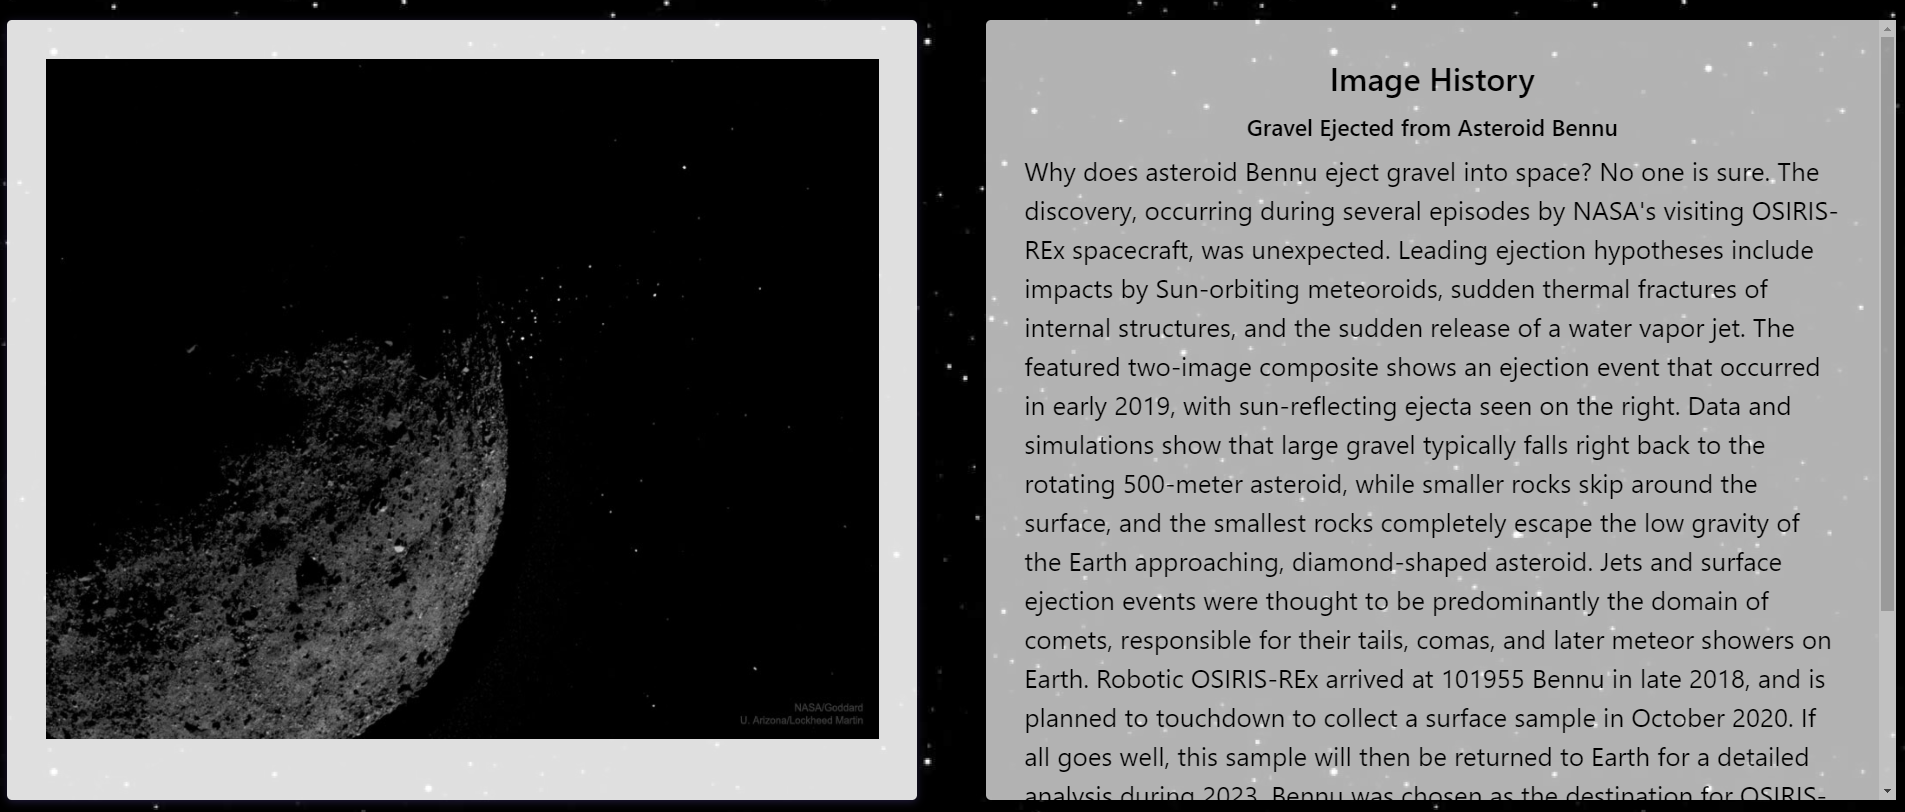 NASA/Goddard
U. Arizona/Lockheed Martin
Image History
Gravel Ejected from Asteroid Bennu
Why does asteroid Bennu eject gravel into space? No one is sure. The
discovery, occurring during several episodes by NASA's visiting OSIRIS-
REx spacecraft, was unexpected. Leading ejection hypotheses include
impacts by Sun-orbiting meteoroids, sudden thermal fractures of
internal structures, and the sudden release of a water vapor jet. The
featured two-image composite shows an ejection event that occurred
in early 2019, with sun-reflecting ejecta seen on the right. Data and
simulations show that large gravel typically falls right back to the
rotating 500-meter asteroid, while smaller rocks skip around the
surface, and the smallest rocks completely escape the low gravity of
the Earth approaching, diamond-shaped asteroid. Jets and surface
ejection events were thought to be predominantly the domain of
comets, responsible for their tails, comas, and later meteor showers on
Earth. Robotic OSIRIS-REx arrived at 101955 Bennu in late 2018, and is
planned to touchdown to collect a surface sample in October 2020. If
all goes well, this sample will then be returned to Earth for a detailed
analysis during 2023. Bennu was chosen as the destination for OSIRIS-